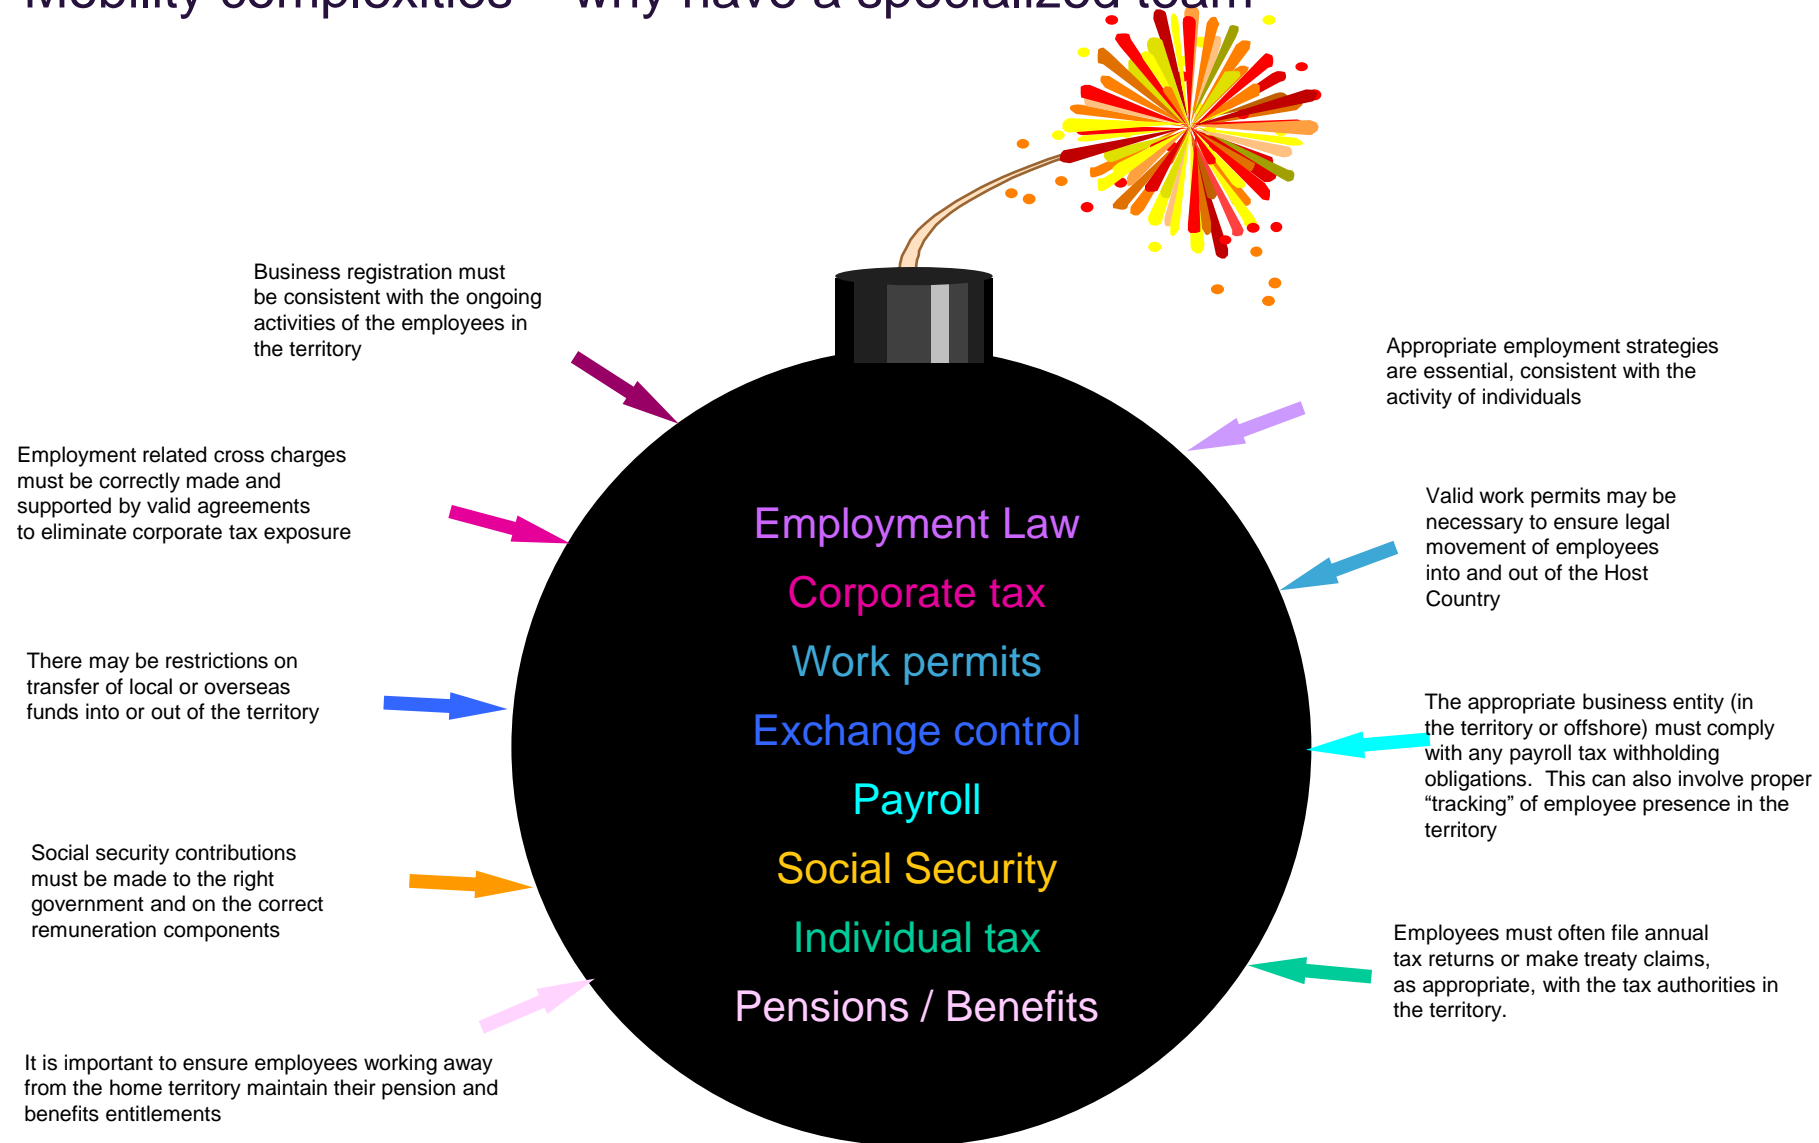 Mobility complexities – why have a specialized team
Business registration must
be consistent with the ongoing
activities of the employees in
the territory
Employment related cross charges
must be correctly made and
supported by valid agreements
to eliminate corporate tax exposure
There may be restrictions on
transfer of local or overseas
funds into or out of the territory
Social security contributions
must be made to the right
government and on the correct
remuneration components
It is important to ensure employees working away
from the home territory maintain their pension and
benefits entitlements
Employment Law
Corporate tax
Work permits
Exchange control
Payroll
Social Security
Individual tax
Pensions / Benefits
Appropriate employment strategies
are essential, consistent with the
activity of individuals
Valid work permits may be
necessary to ensure legal
movement of employees
into and out of the Host
Country
The appropriate business entity (in
the territory or offshore) must comply
with any payroll tax withholding
obligations.  This can also involve proper
“tracking” of employee presence in the
territory
Employees must often file annual
tax returns or make treaty claims,
as appropriate, with the tax authorities in
the territory.